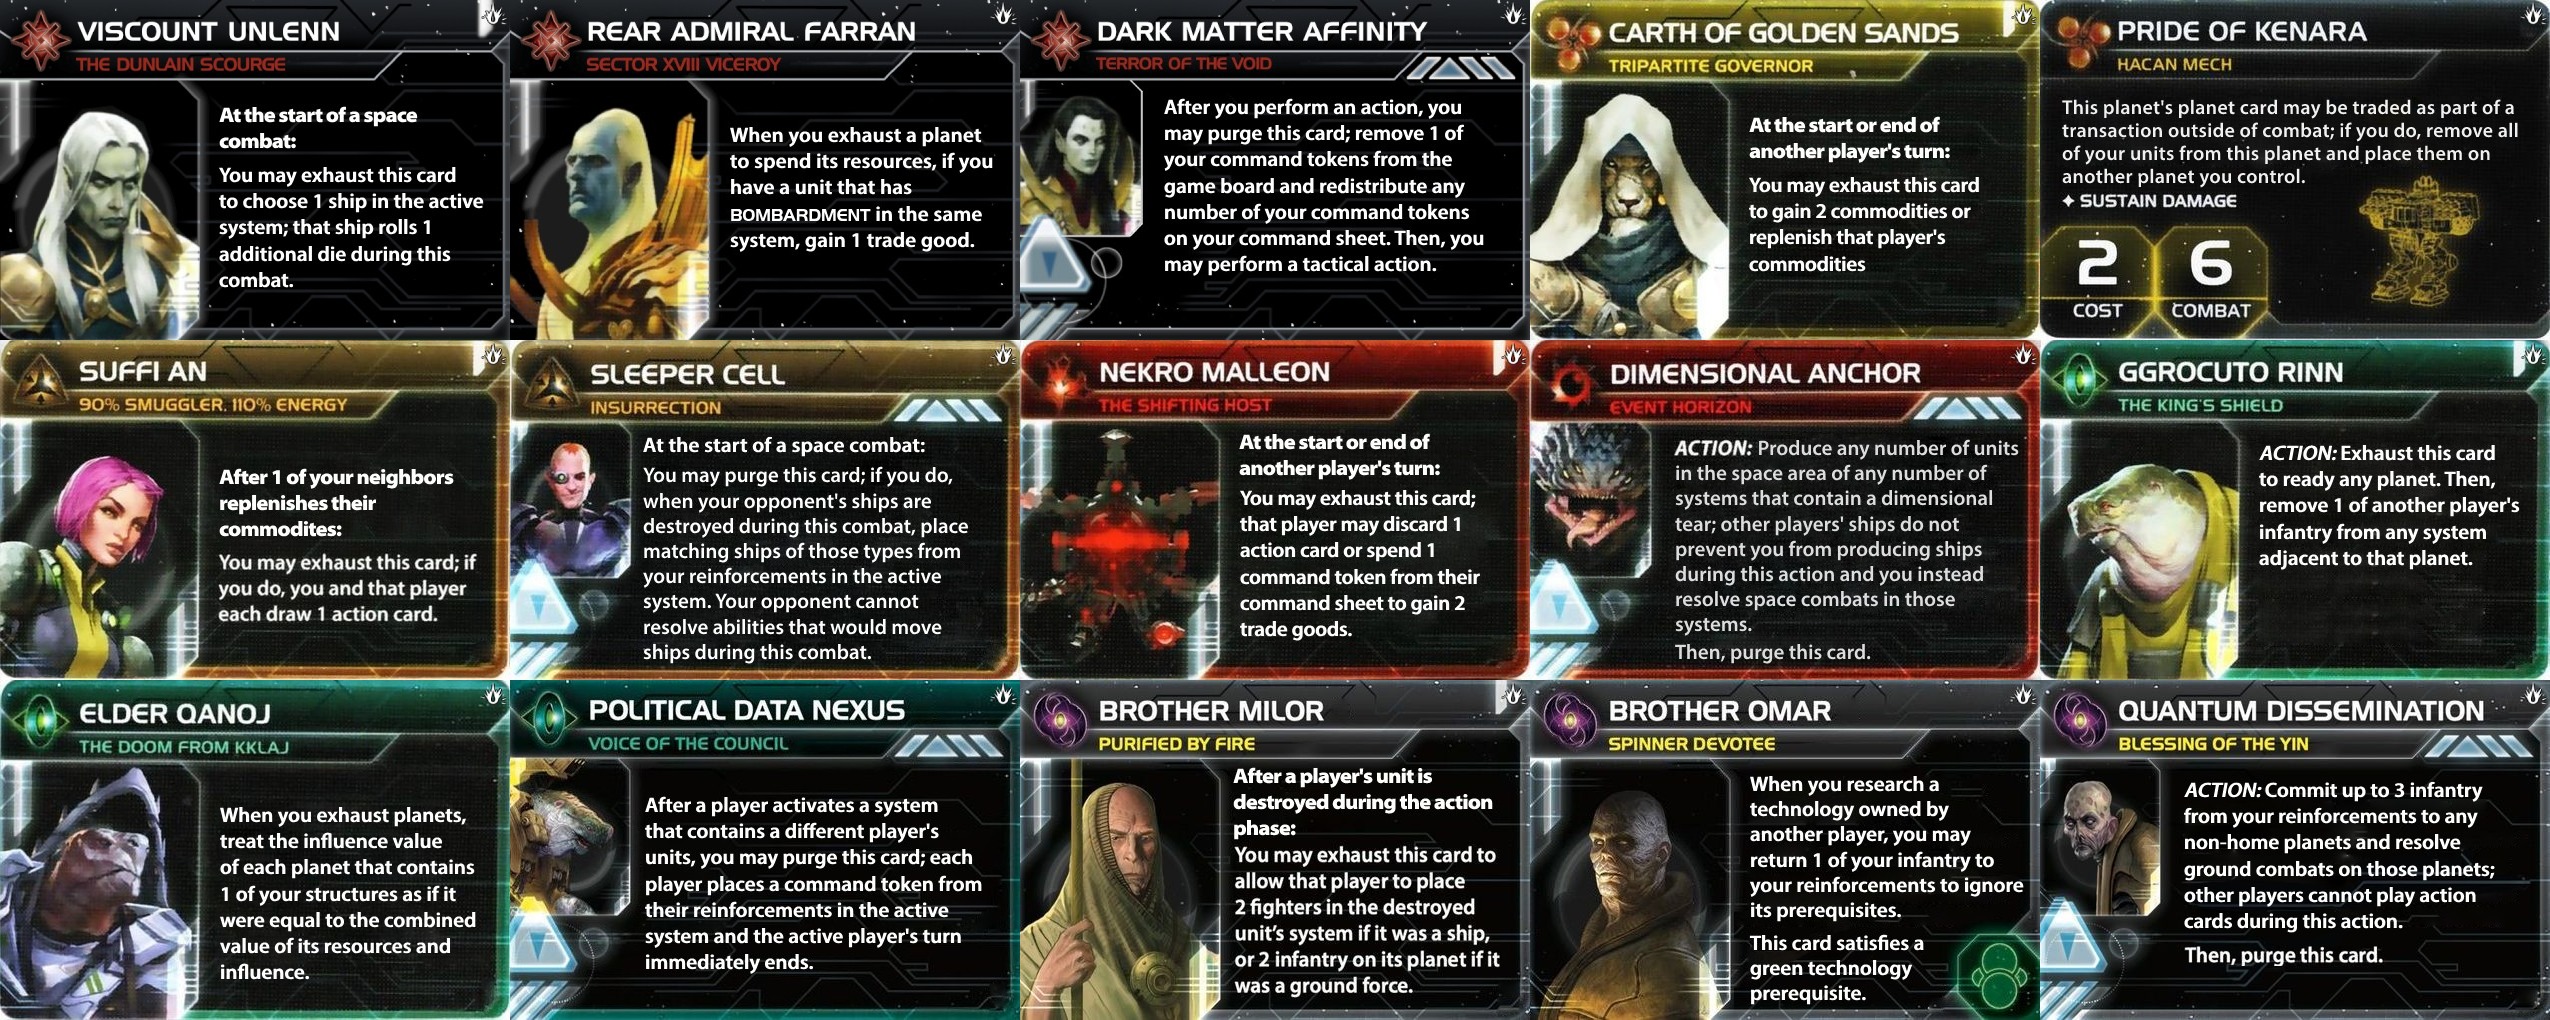 VISCOUNT UNLENN
THE DUNLAIN SCOURGE
At the start of a space
combat:
You may exhaust this card
to choose 1 ship in the active
system; that ship rolls 1
additional die during this
combat.
REAR ADMIRAL FARRAN
SECTOR XVIII VICEROY
When you exhaust a planet
to spend its resources, if you
have a unit that has
BOMBARDMENT in the same
system, gain 1 trade good.
DARK MATTER AFFINITY
TERROR OF THE VOID
After you perform an action, you
may purge this card; remove 1 of
your command tokens from the
game board and redistribute any
number of your command tokens
on your command sheet. Then, you
may perform a tactical action.
CARTH OF GOLDEN SANDS
TRIPARTITE GOVERNOR
At the start or end of
another player's turn:
You may exhaust this card
to gain 2 commodities or
replenish that player's
commodities
PRIDE OF KENARA
HACAN MECH
This planet's planet card may be traded as part of a
transaction outside of combat; if you do, remove all
of your units from this planet and place them on
another planet you control.
✦ SUSTAIN DAMAGE
2 6
COST COMBAT
SUFFI AN
90% SMUGGLER, 110% ENERGY
After 1 of your neighbors
replenishes their
commodites:
You may exhaust this card; if
you do, you and that player
each draw 1 action card.
SLEEPER CELL
INSURRECTION
At the start of a space combat:
You may purge this card; if you do,
when your opponent's ships are
destroyed during this combat, place
matching ships of those types from
your reinforcements in the active
system. Your opponent cannot
resolve abilities that would move
ships during this combat.
NEKRO MALLEON
THE SHIFTING HOST
At the start or end of
another player's turn:
You may exhaust this card;
that player may discard 1
action card or spend 1
command token from their
command sheet to gain 2
trade goods.
DIMENSIONAL ANCHOR
EVENT HORIZON
ACTION: Produce any number of units
in the space area of any number of
systems that contain a dimensional
tear; other players' ships do not
prevent you from producing ships
during this action and you instead
resolve space combats in those
systems.
Then, purge this card.
GGROCUTO RINN
THE KING'S SHIELD
ACTION: Exhaust this card
to ready any planet. Then,
remove 1 of another player's
infantry from any system
adjacent to that planet.
ELDER QANOJ
THE DOOM FROM KKLAJ
When you exhaust planets,
treat the influence value
of each planet that contains
1 of your structures as if it
were equal to the combined
value of its resources and
influence.
POLITICAL DATA NEXUS
VOICE OF THE COUNCIL
After a player activates a system
that contains a different player's
units, you may purge this card; each
player places a command token from
their reinforcements in the active
system and the active player's turn
immediately ends.
BROTHER MILOR
PURIFIED BY FIRE
After a player's unit is
destroyed during the action
phase:
You may exhaust this card to
allow that player to place
2 fighters in the destroyed
unit's system if it was a ship,
or 2 infantry on its planet if it
was a ground force.
BROTHER OMAR
SPINNER DEVOTEE
When you research a
technology owned by
another player, you may
return 1 of your infantry to
your reinforcements to ignore
its prerequisites.
This card satisfies a
green technology
prerequisite.
QUANTUM DISSEMINATION
BLESSING OF THE YIN
ACTION: Commit up to 3 infantry
from your reinforcements to any
non-home planets and resolve
ground combats on those planets;
other players cannot play action
cards during this action.
Then, purge this card.